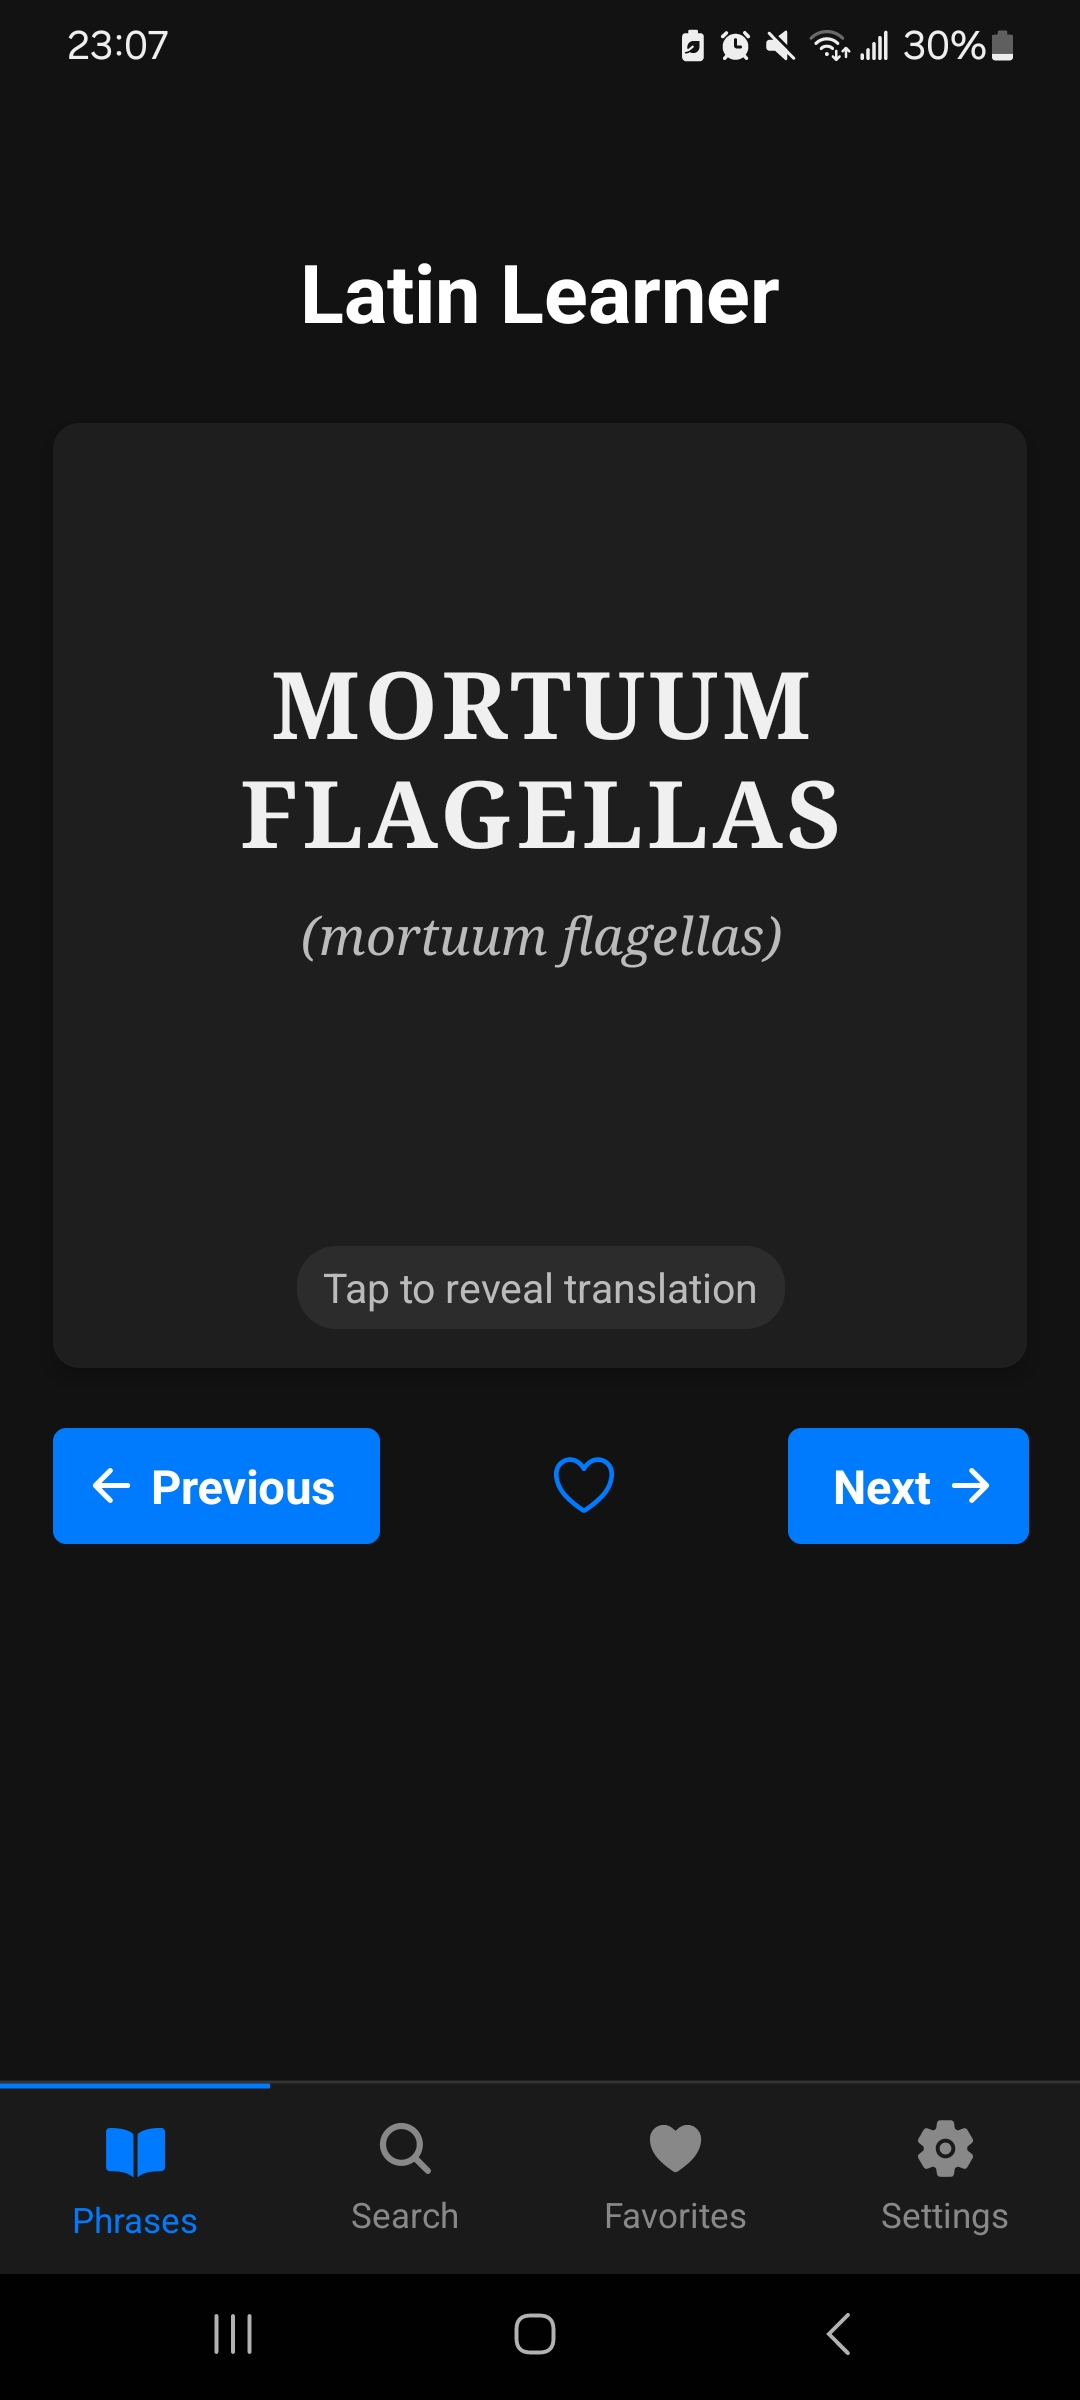 23:07
30%
Latin Learner
MORTUUM
FLAGELLAS
(mortuum flagellas)
Tap to reveal translation
Previous
Next
Phrases
Search
Favorites
Settings